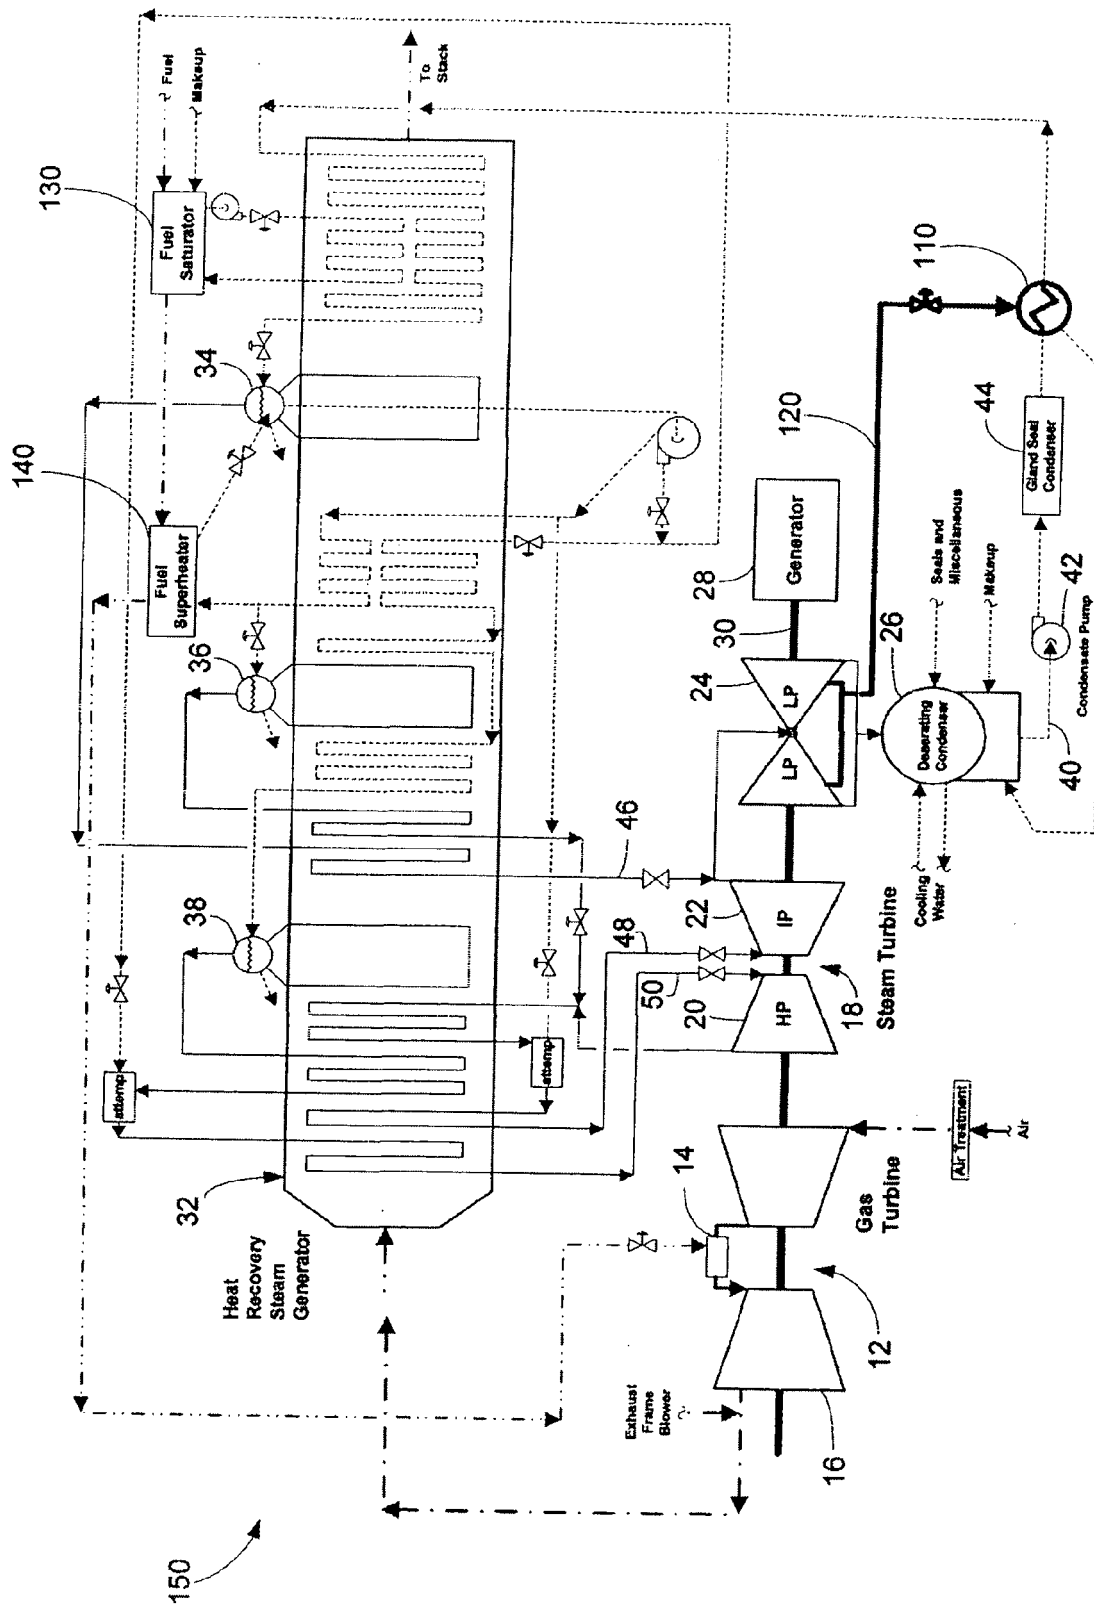 150
130
Fuel
Makeup
Fuel
Saturator
To
Stack
140
Fuel
Superheater
34
36
38
attemp
attemp
32
Heat
Recovery
Steam
Generator
110
120
44
Gland Seal
Condenser
42
Condensate Pump
40
Seals and
Miscellaneous
Makeup
26
Deaerating
Condenser
Cooling
Water
28
Generator
30
24
LP
LP
46
48
50
22
IP
20
HP
18
Steam Turbine
14
Gas
Turbine
12
16
Air Treatment
Air
Exhaust
Frame
Blower